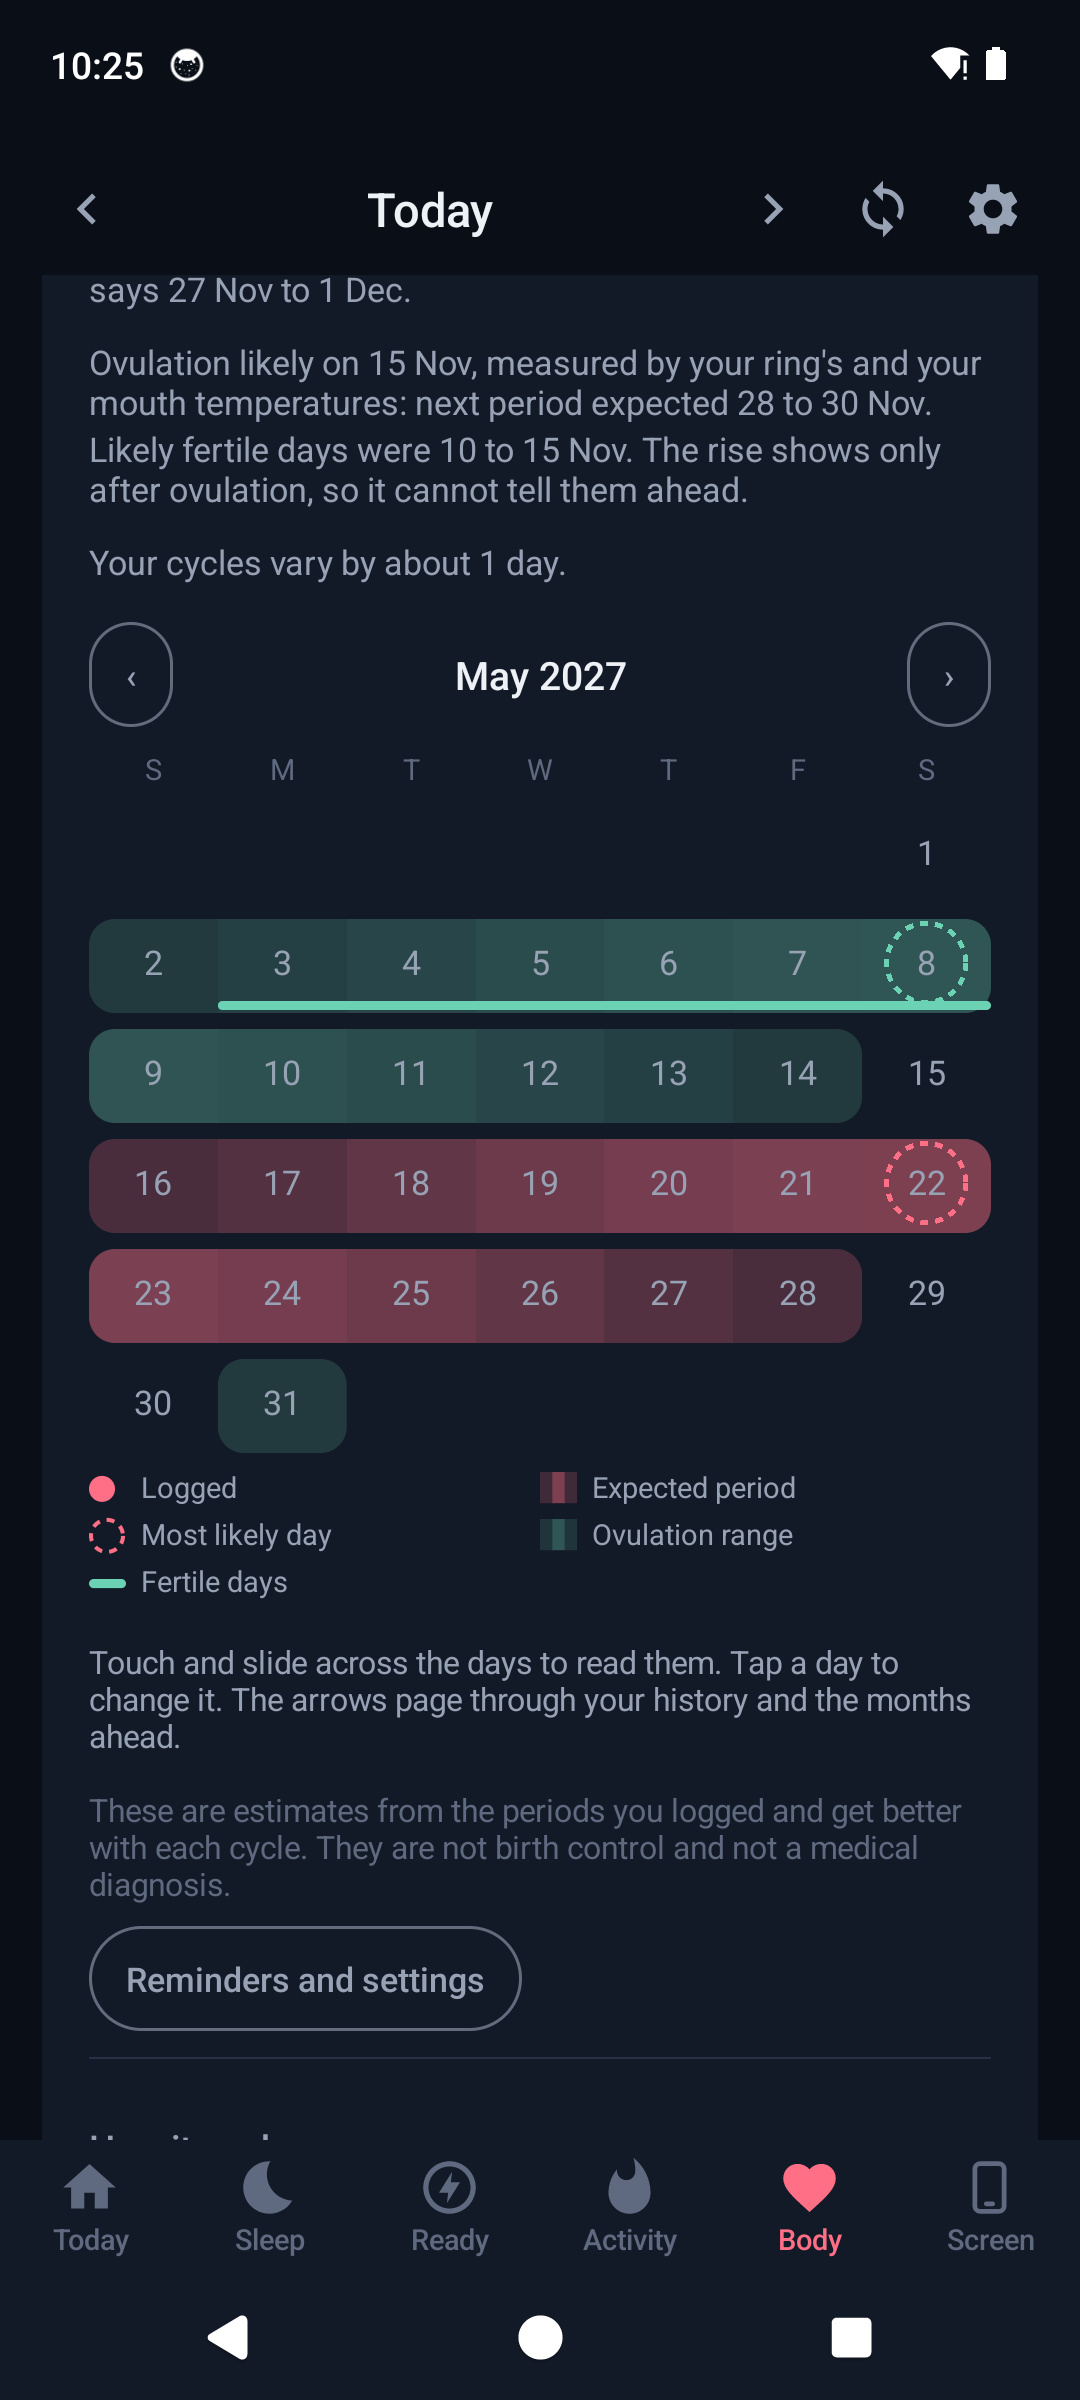 10:25
Today
says 27 Nov to 1 Dec.
Ovulation likely on 15 Nov, measured by your ring's and your
mouth temperatures: next period expected 28 to 30 Nov.
Likely fertile days were 10 to 15 Nov. The rise shows only
after ovulation, so it cannot tell them ahead.
Your cycles vary by about 1 day.
‹ May 2027 ›
S M T W T F S
1
2 3 4 5 6 7 8
9 10 11 12 13 14 15
16 17 18 19 20 21 22
23 24 25 26 27 28 29
30 31
Logged Expected period
Most likely day Ovulation range
Fertile days
Touch and slide across the days to read them. Tap a day to
change it. The arrows page through your history and the months
ahead.
These are estimates from the periods you logged and get better
with each cycle. They are not birth control and not a medical
diagnosis.
Reminders and settings
Today Sleep Ready Activity Body Screen